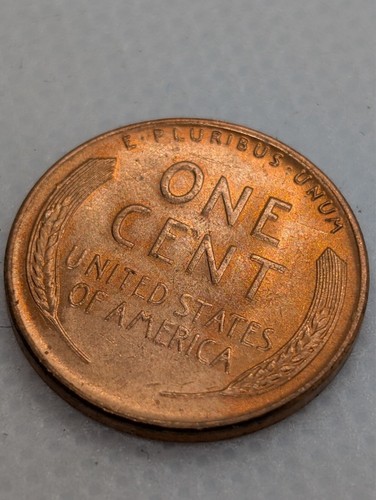 E·PLURIBUS·UNUM
ONE
CENT
UNITED STATES
OF AMERICA